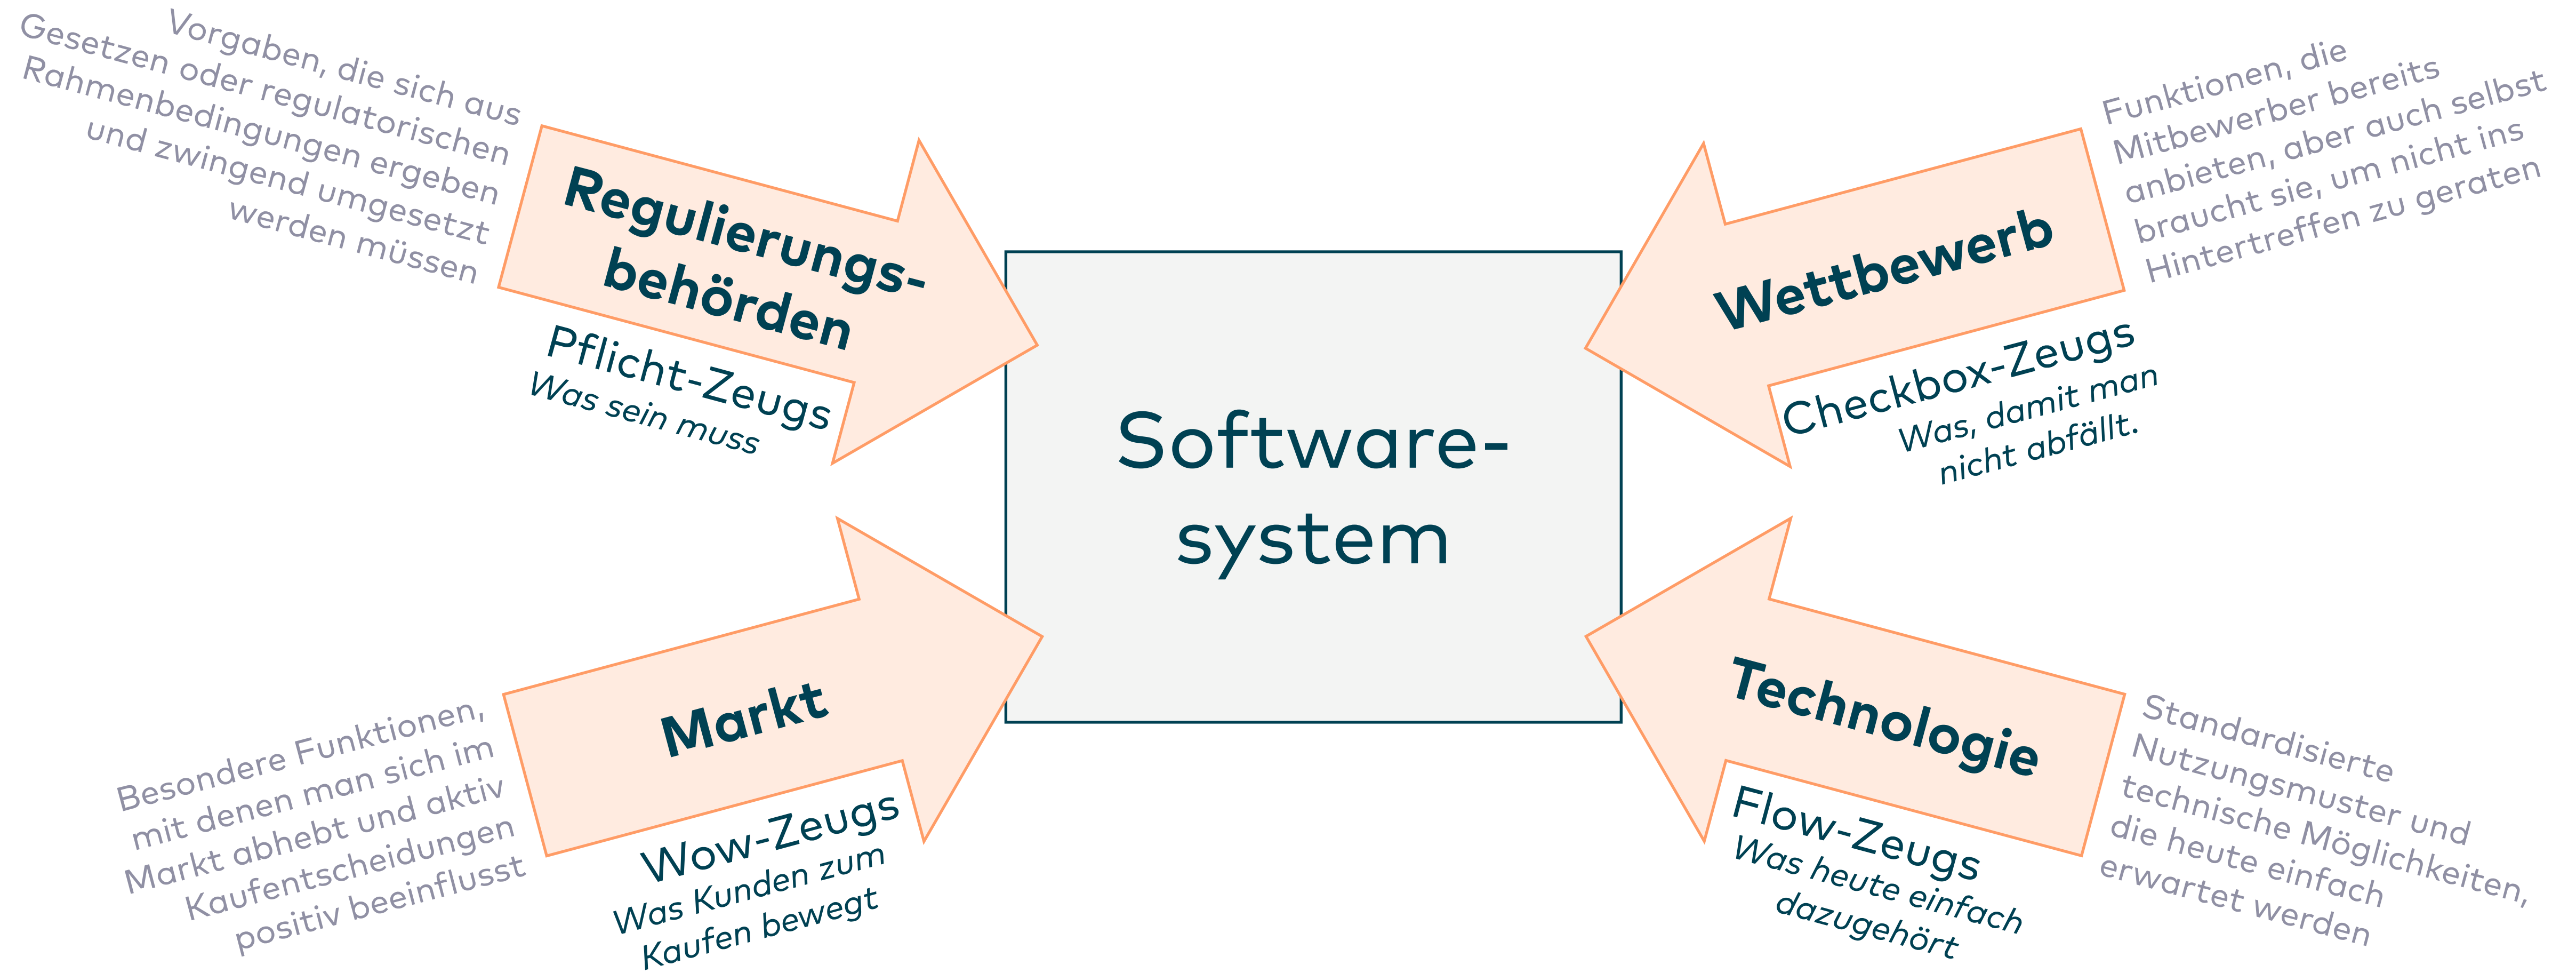 Vorgaben, die sich aus
Gesetzen oder regulatorischen
Rahmenbedingungen ergeben
und zwingend umgesetzt
werden müssen
Regulierungs-
behörden
Pflicht-Zeugs
Was sein muss
Funktionen, die
Mitbewerber bereits
anbieten, aber auch selbst
braucht sie, um nicht ins
Hintertreffen zu geraten
Wettbewerb
Checkbox-Zeugs
Was, damit man
nicht abfällt.
Software-
system
Besondere Funktionen,
mit denen man sich im
Markt abhebt und aktiv
Kaufentscheidungen
positiv beeinflusst
Markt
Wow-Zeugs
Was Kunden zum
Kaufen bewegt
Technologie
Flow-Zeugs
Was heute einfach
dazugehört
Standardisierte
Nutzungsmuster und
technische Möglichkeiten,
die heute einfach
erwartet werden